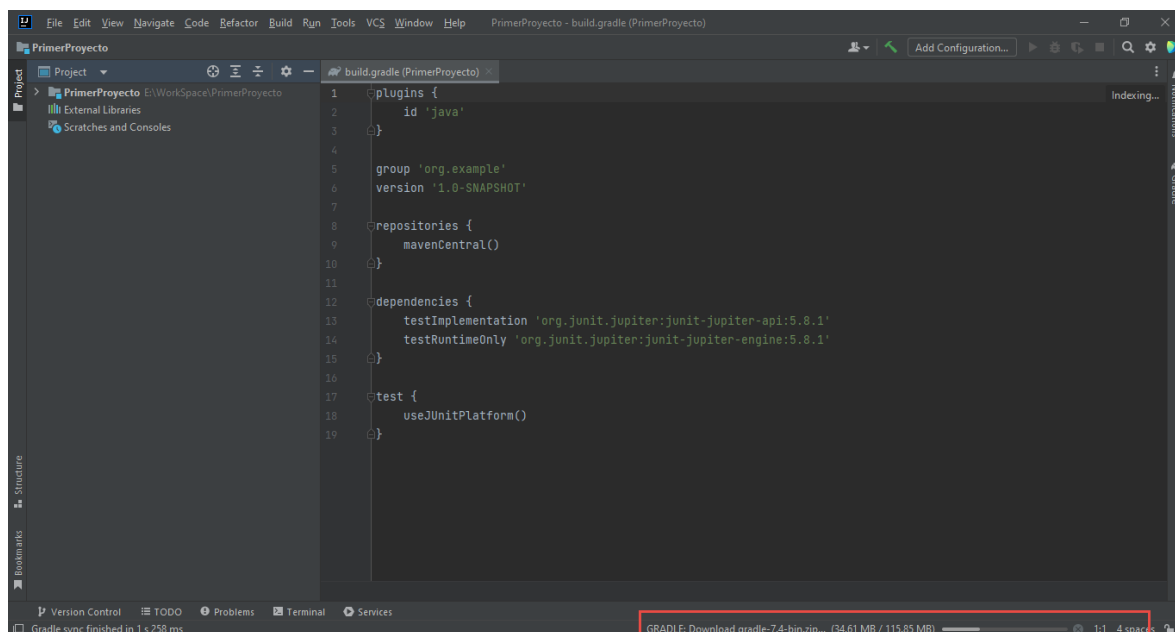 File Edit View Navigate Code Refactor Build Run Tools VCS Window Help PrimerProyecto - build.gradle (PrimerProyecto)
PrimerProyecto
Add Configuration...
Project
Project
build.gradle (PrimerProyecto)
PrimerProyecto E:\WorkSpace\PrimerProyecto
External Libraries
Scratches and Consoles
Indexing...
1 plugins {
2 id 'java'
3 }
4
5 group 'org.example'
6 version '1.0-SNAPSHOT'
7
8 repositories {
9 mavenCentral()
10 }
11
12 dependencies {
13 testImplementation 'org.junit.jupiter:junit-jupiter-api:5.8.1'
14 testRuntimeOnly 'org.junit.jupiter:junit-jupiter-engine:5.8.1'
15 }
16
17 test {
18 useJUnitPlatform()
19 }
Notifications
Gradle
Structure
Bookmarks
Version Control TODO Problems Terminal Services
Gradle sync finished in 1 s 258 ms
GRADLE: Download gradle-7.4-bin.zip... (34.61 MB / 115.85 MB) 1:1 4 spaces